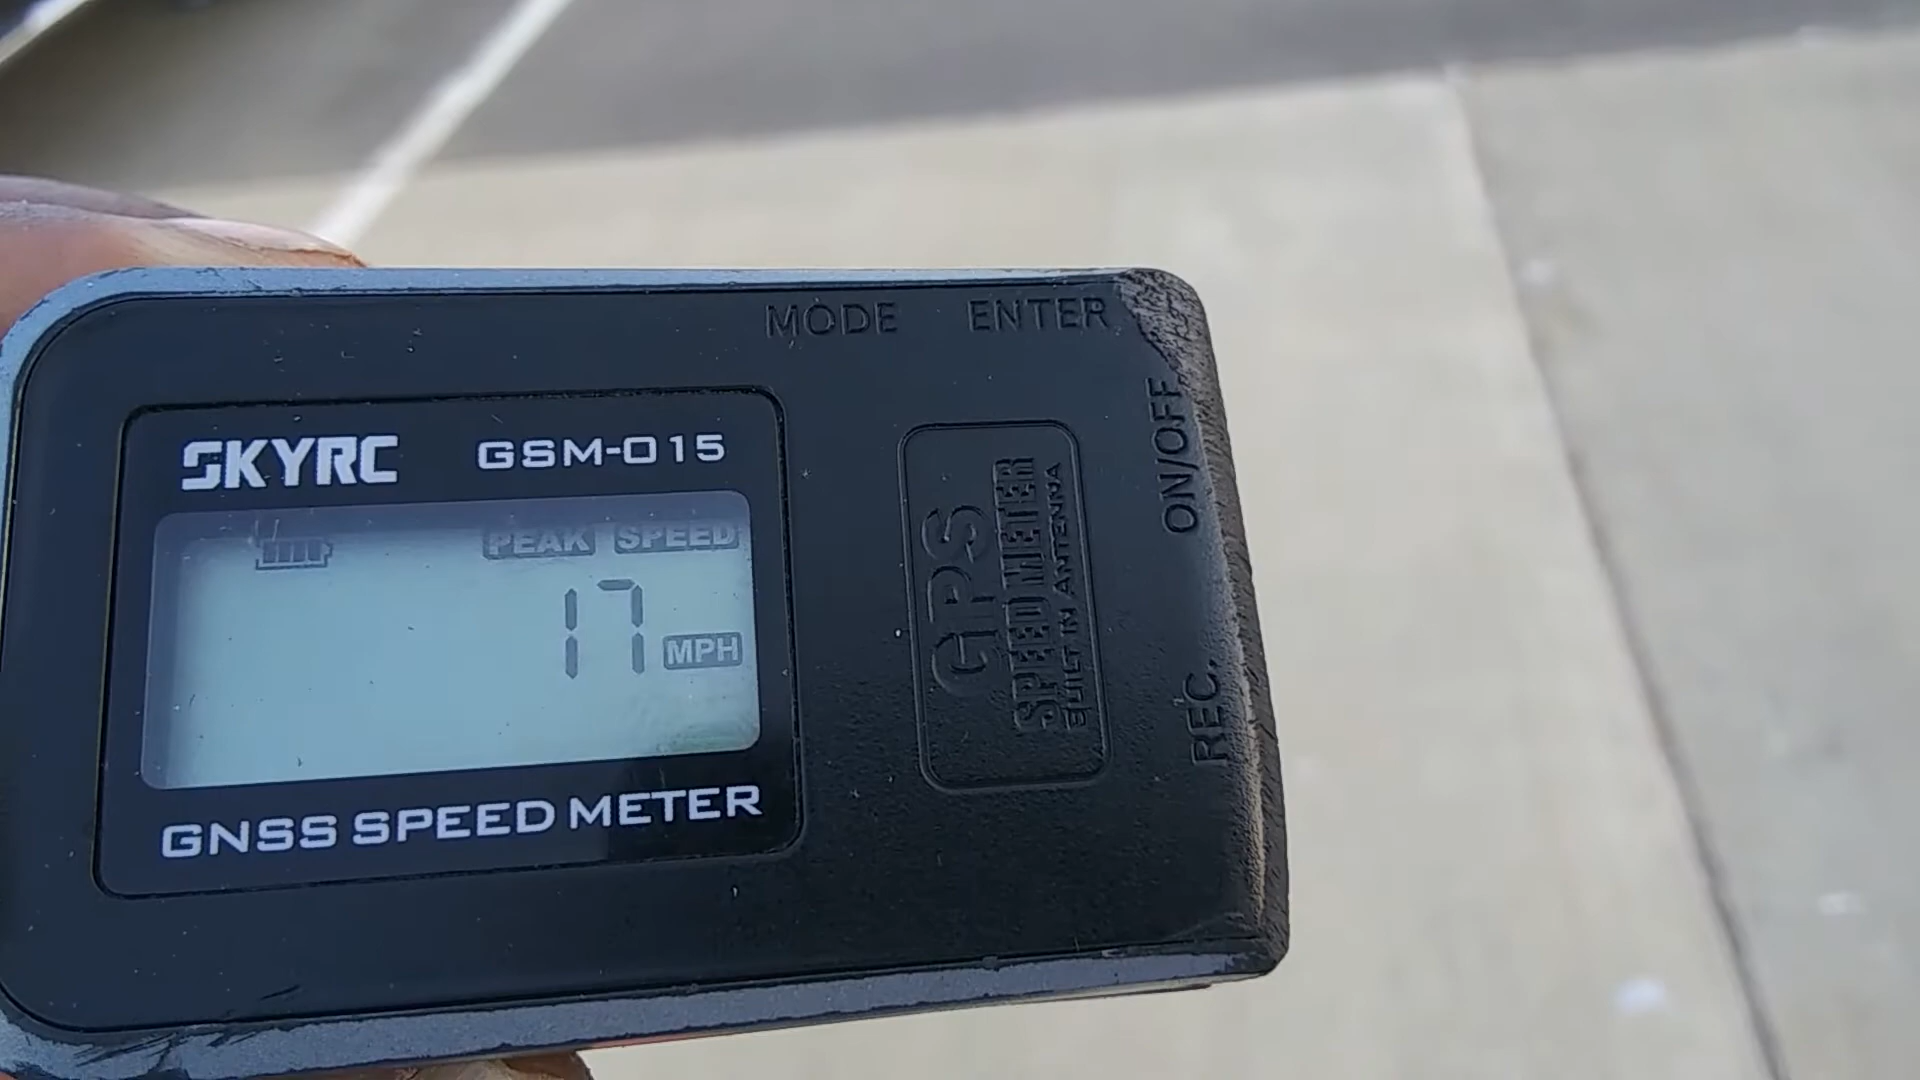 MODE ENTER
ON/OFF
SKYRC GSM-015
PEAK SPEED
17 MPH
GPS
SPEED METER
BUILT IN ANTENNA
REC.
GNSS SPEED METER